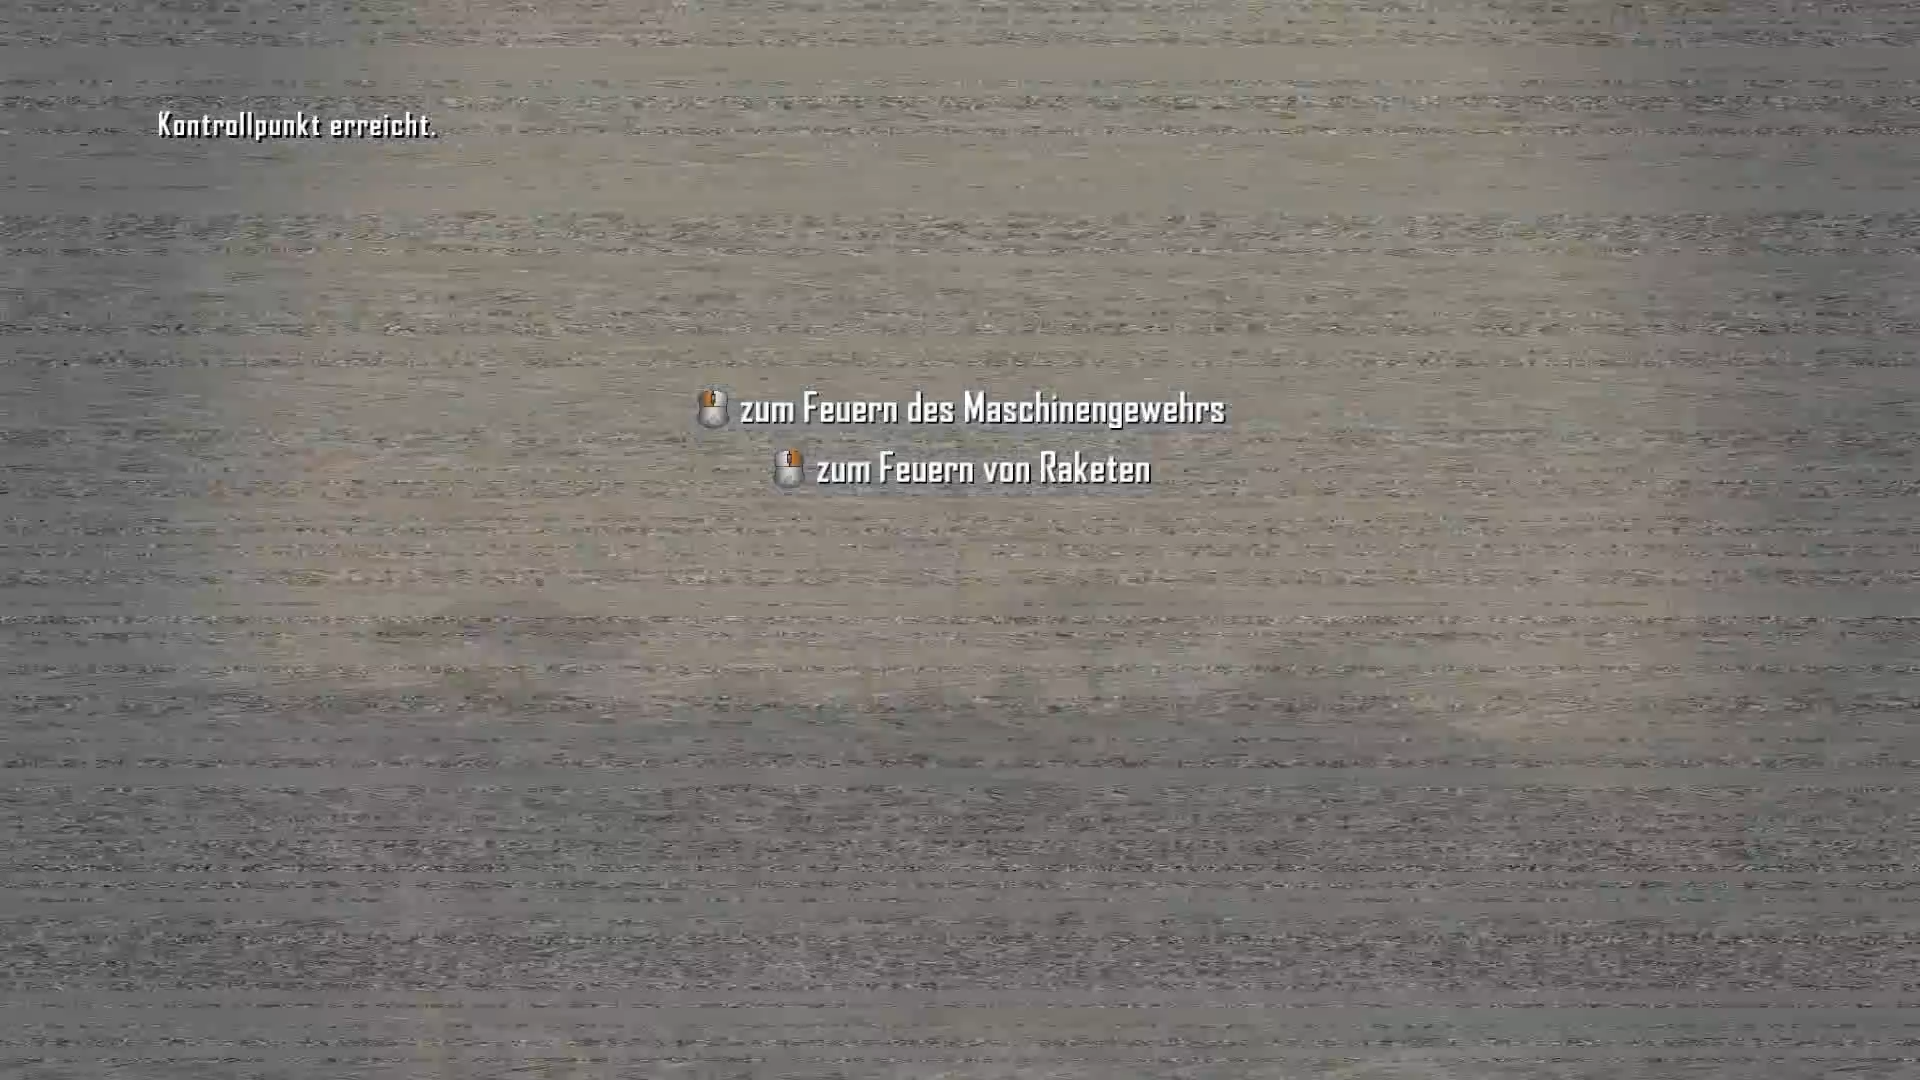 Kontrollpunkt erreicht.
zum Feuern des Maschinengewehrs
zum Feuern von Raketen